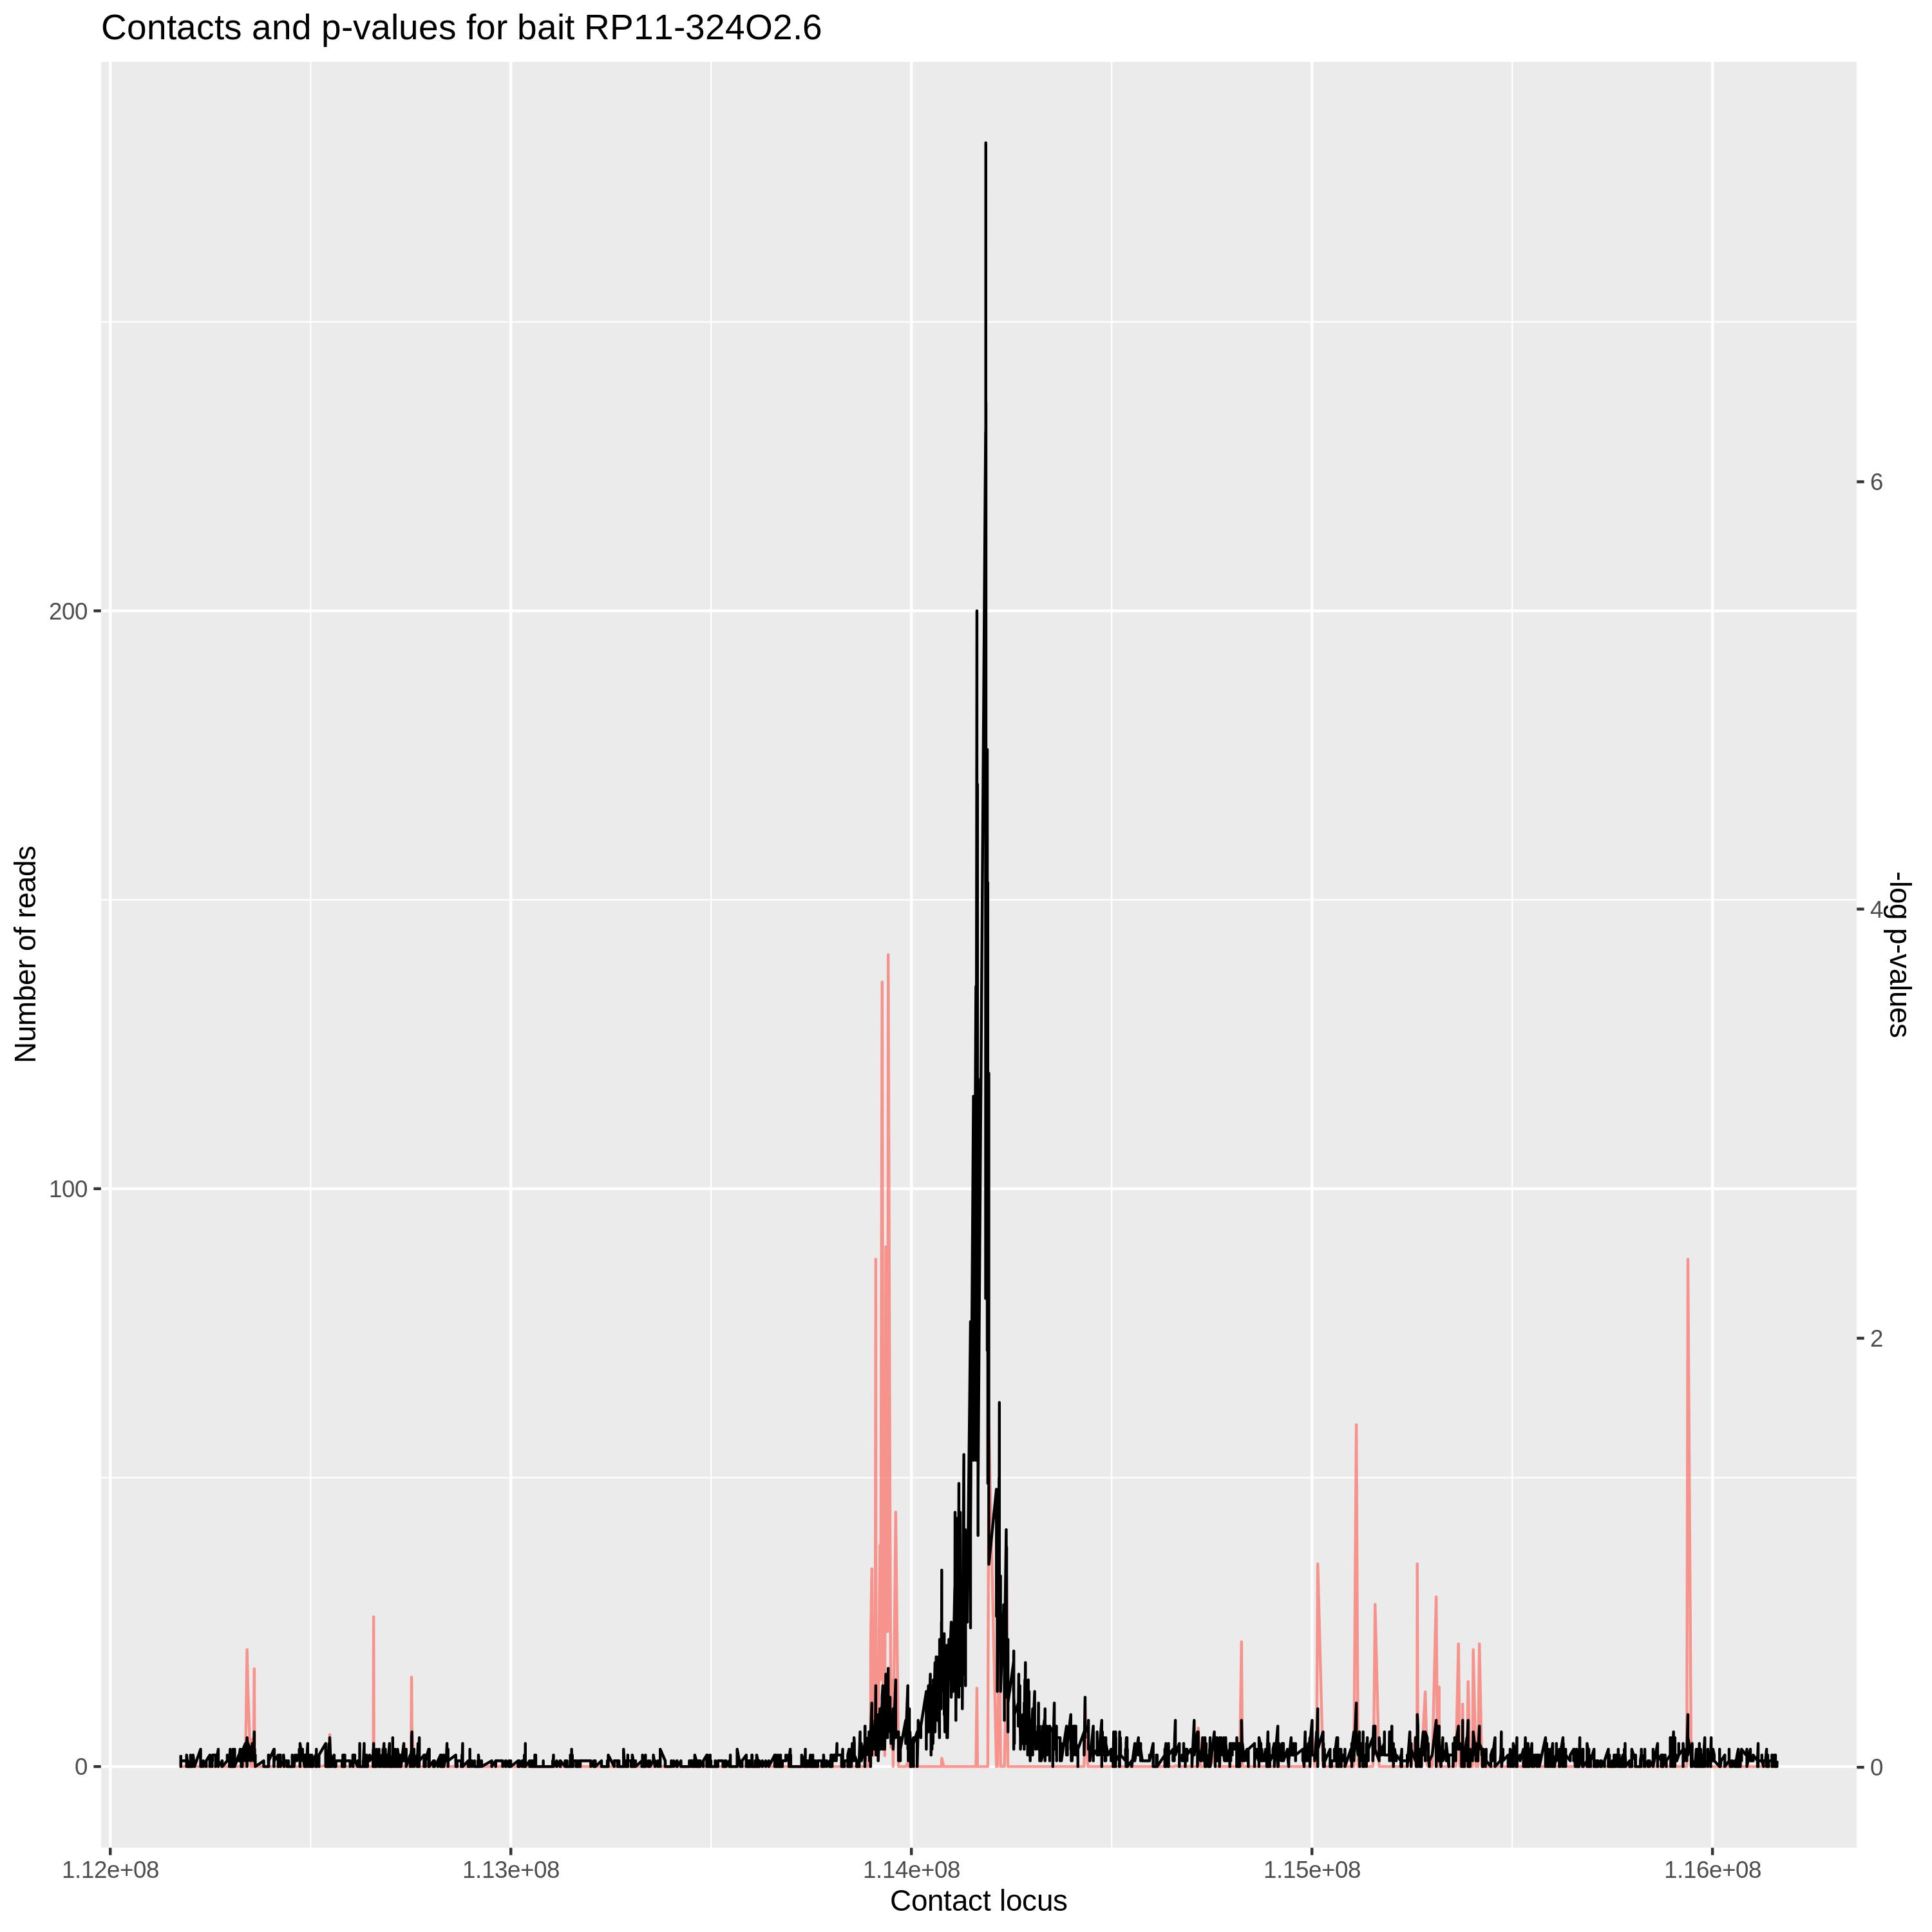 Contacts and p-values for bait RP11-324O2.6
Number of reads
200
100
0
6
4
2
0
-log p-values
1.12e+08 1.13e+08 1.14e+08 1.15e+08 1.16e+08
Contact locus